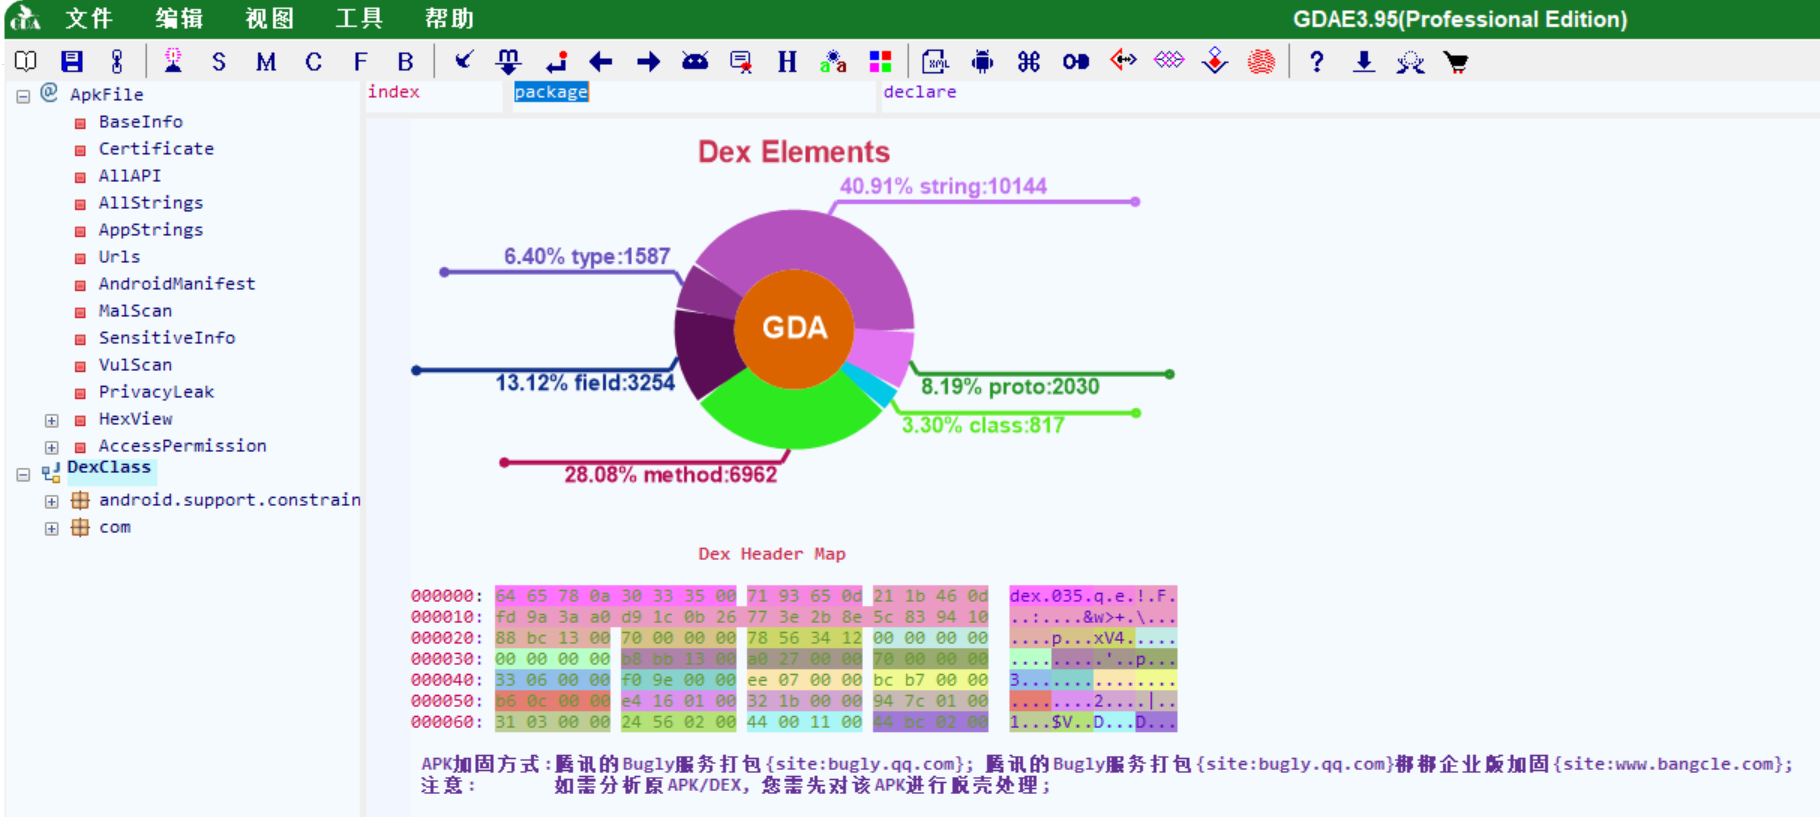 GDA 文件 编辑 视图 工具 帮助 GDAE3.95(Professional Edition)
S M C F B H a a XML ?
ApkFile
BaseInfo
Certificate
AllAPI
AllStrings
AppStrings
Urls
AndroidManifest
MalScan
SensitiveInfo
VulScan
PrivacyLeak
HexView
AccessPermission
DexClass
android.support.constrain
com
index package declare
Dex Elements
40.91% string:10144
6.40% type:1587
GDA
13.12% field:3254
8.19% proto:2030
3.30% class:817
28.08% method:6962
Dex Header Map
000000: 64 65 78 0a 30 33 35 00 71 93 65 0d 21 1b 46 0d dex.035.q.e.!.F.
000010: fd 9a 3a a0 d9 1c 0b 26 77 3e 2b 8e 5c 83 94 10 ..:....&w>+.\...
000020: 88 bc 13 00 70 00 00 00 78 56 34 12 00 00 00 00 ....p...xV4.....
000030: 00 00 00 00 b8 bb 13 00 a0 27 00 00 70 00 00 00 .........'..p...
000040: 33 06 00 00 f0 9e 00 00 ee 07 00 00 bc b7 00 00 3...............
000050: b6 0c 00 00 e4 16 01 00 32 1b 00 00 94 7c 01 00 ........2....|..
000060: 31 03 00 00 24 56 02 00 44 00 11 00 44 bc 02 00 1...$V..D...D...
APK加固方式:腾讯的Bugly服务打包{site:bugly.qq.com}; 腾讯的Bugly服务打包{site:bugly.qq.com}梆梆企业版加固{site:www.bangcle.com};
注意: 如需分析原APK/DEX, 您需先对该APK进行脱壳处理;